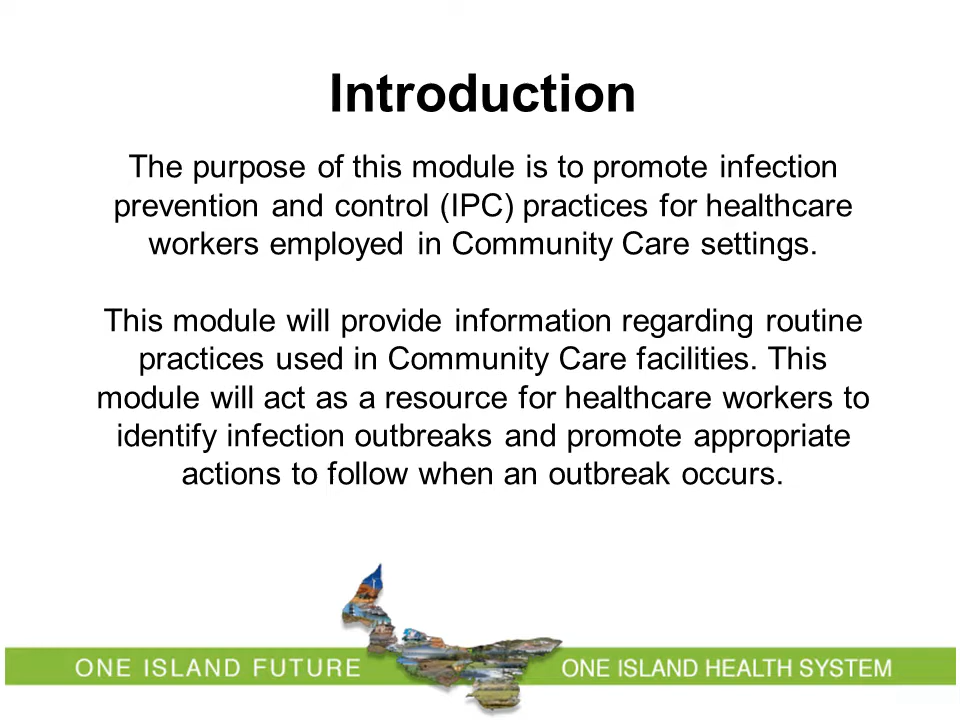 Introduction
The purpose of this module is to promote infection
prevention and control (IPC) practices for healthcare
workers employed in Community Care settings.
This module will provide information regarding routine
practices used in Community Care facilities. This
module will act as a resource for healthcare workers to
identify infection outbreaks and promote appropriate
actions to follow when an outbreak occurs.
ONE ISLAND FUTURE
ONE ISLAND HEALTH SYSTEM